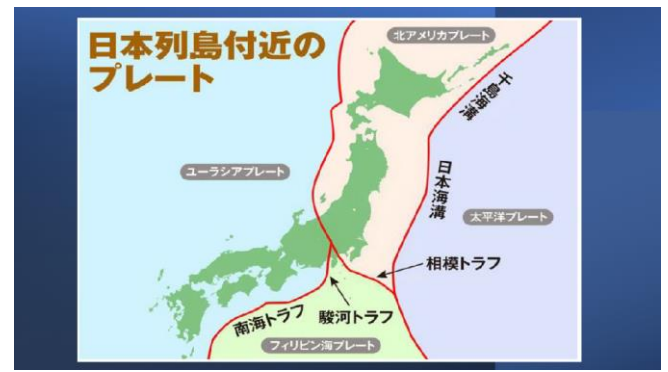 日本列島付近の
プレート
北アメリカプレート
千島海溝
ユーラシアプレート
日本海溝
太平洋プレート
相模トラフ
南海トラフ
駿河トラフ
フィリピン海プレート